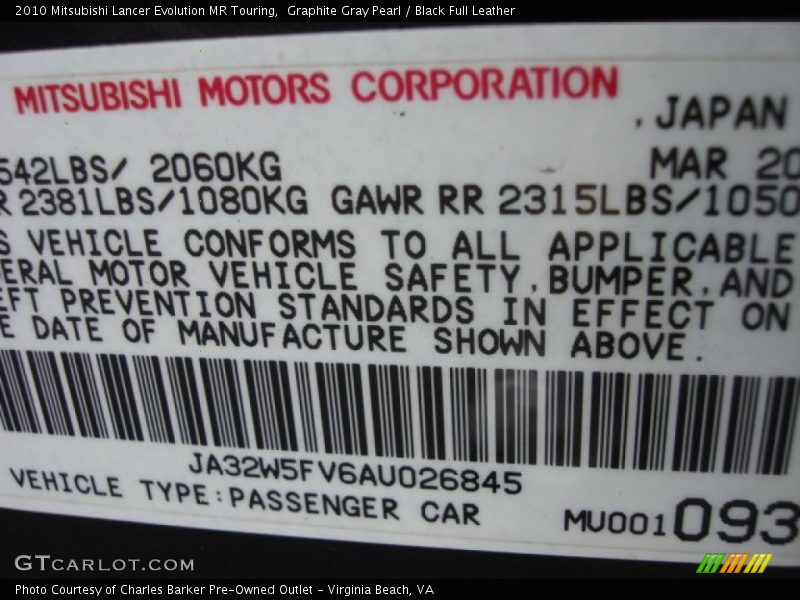 2010 Mitsubishi Lancer Evolution MR Touring,  Graphite Gray Pearl / Black Full Leather
MITSUBISHI MOTORS CORPORATION
, JAPAN
542LBS/ 2060KG MAR 20
R 2381LBS/1080KG GAWR RR 2315LBS/1050
S VEHICLE CONFORMS TO ALL APPLICABLE
ERAL MOTOR VEHICLE SAFETY, BUMPER, AND
EFT PREVENTION STANDARDS IN EFFECT ON
E DATE OF MANUFACTURE SHOWN ABOVE.
JA32W5FV6AU026845
VEHICLE TYPE:PASSENGER CAR
MU001093
GTCARLOT.COM
Photo Courtesy of Charles Barker Pre-Owned Outlet - Virginia Beach, VA